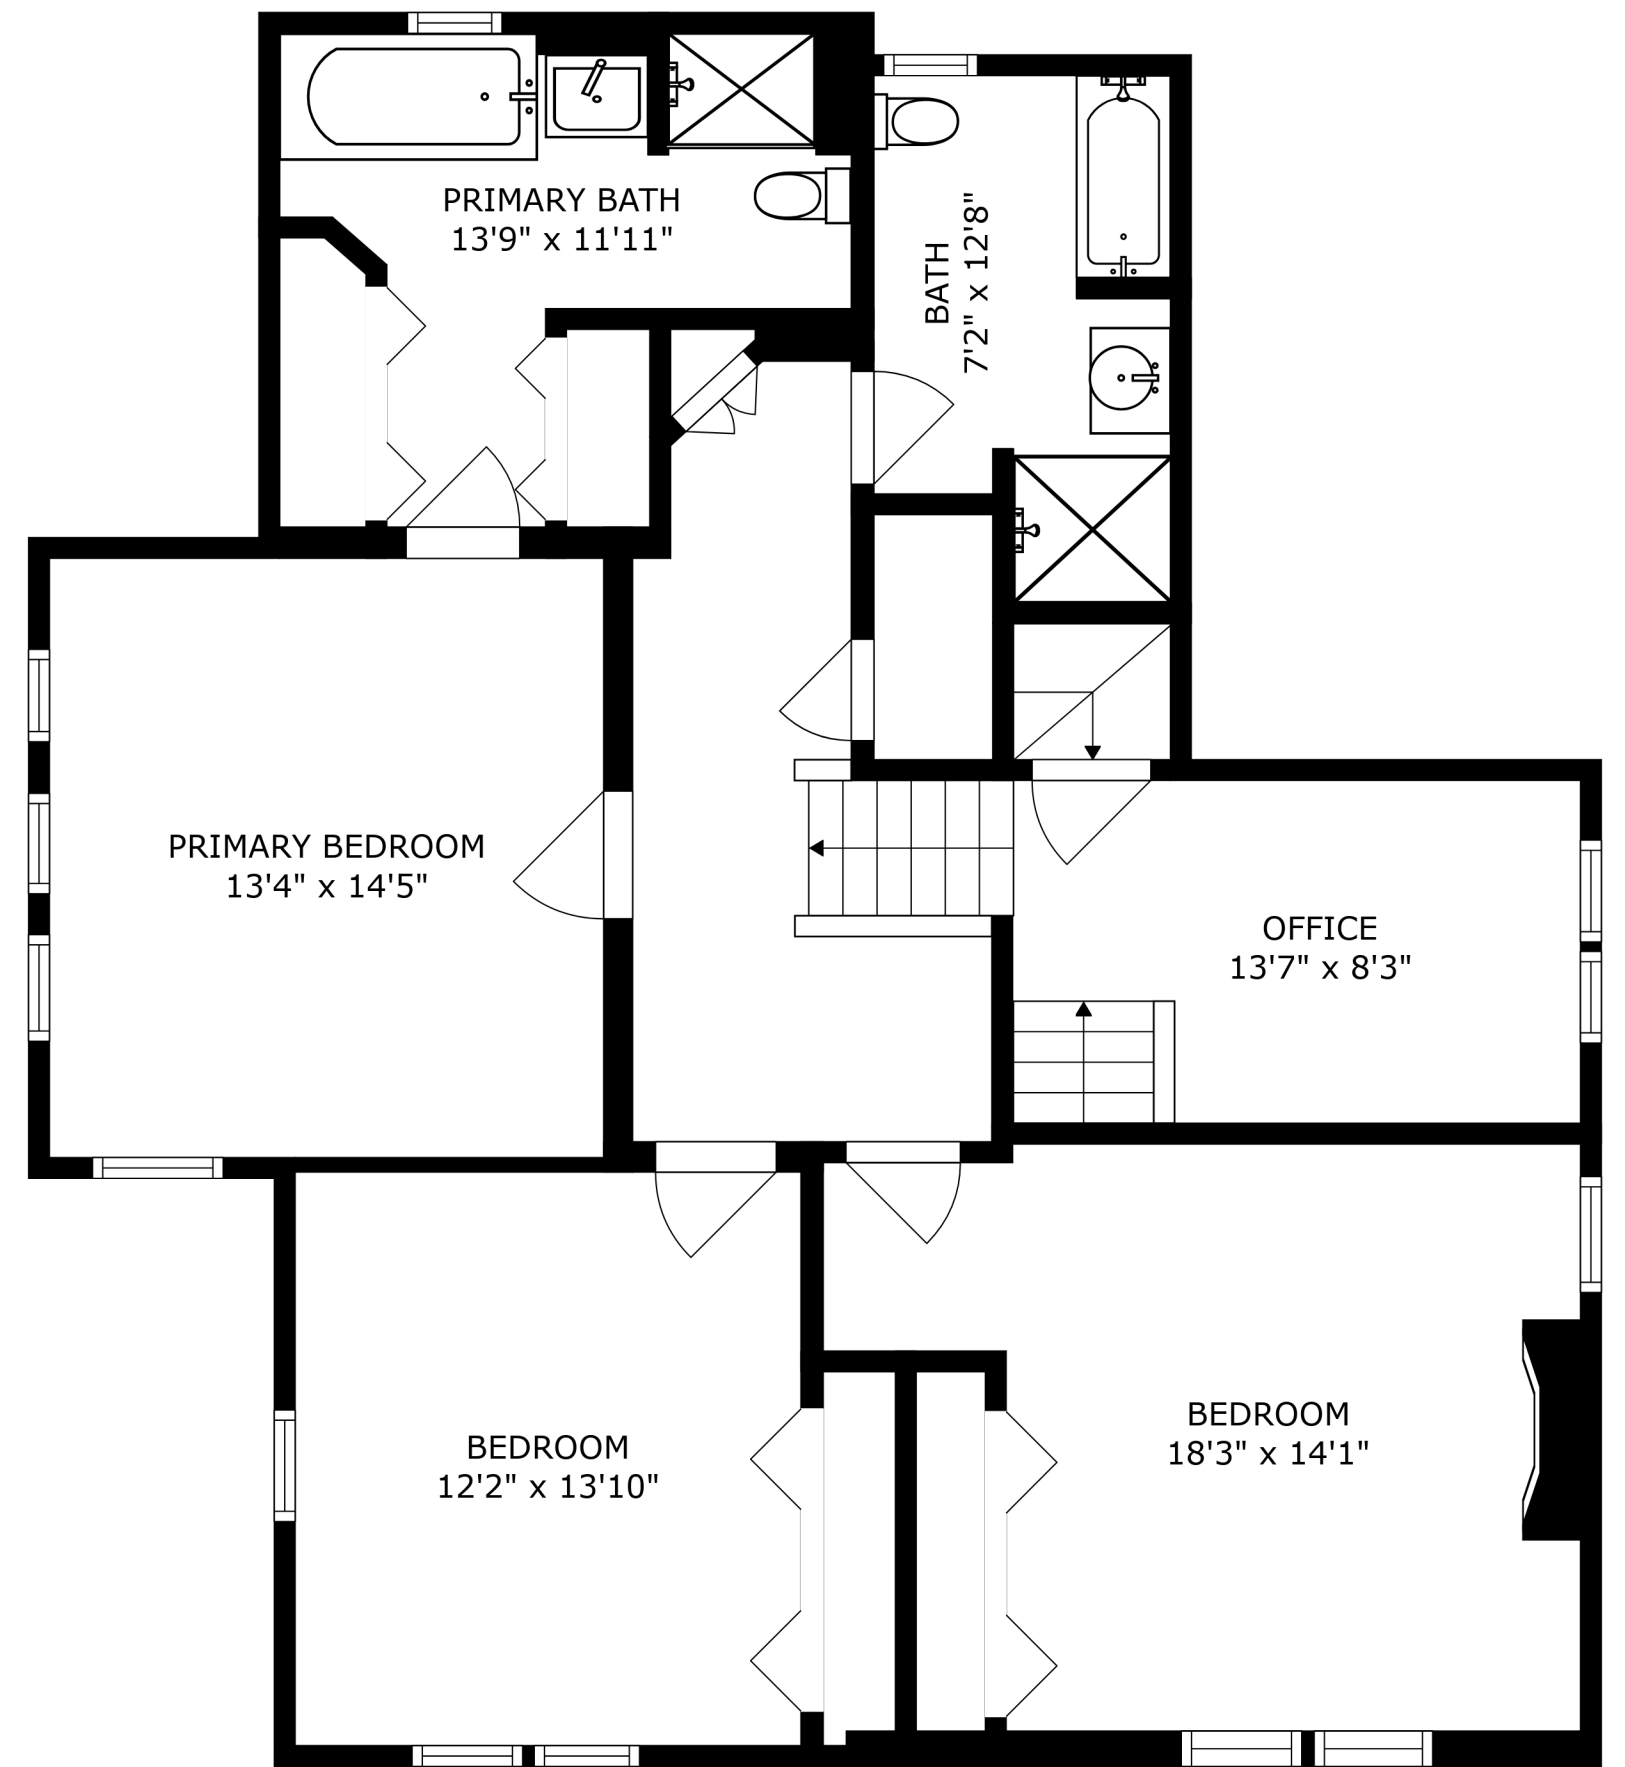 PRIMARY BATH
13'9" x 11'11"
BATH
7'2" x 12'8"
PRIMARY BEDROOM
13'4" x 14'5"
OFFICE
13'7" x 8'3"
BEDROOM
18'3" x 14'1"
BEDROOM
12'2" x 13'10"